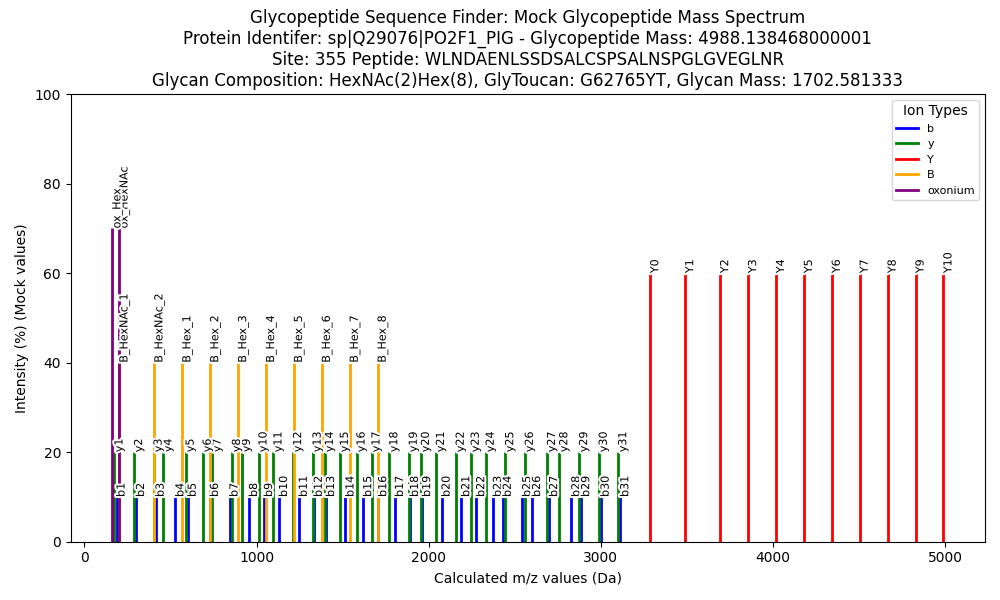 Glycopeptide Sequence Finder: Mock Glycopeptide Mass Spectrum
Protein Identifer: sp|Q29076|PO2F1_PIG - Glycopeptide Mass: 4988.138468000001
Site: 355 Peptide: WLNDAENLSSDSALCSPSALNSPGLGVEGLNR
Glycan Composition: HexNAc(2)Hex(8), GlyToucan: G62765YT, Glycan Mass: 1702.581333
Intensity (%) (Mock values)
100
80
60
40
20
0
Ion Types
b
y
Y
B
oxonium
ox_Hex
ox_HexNAc
Y0
Y1
Y2
Y3
Y4
Y5
Y6
Y7
Y8
Y9
Y10
B_HexNAc_1
B_HexNAc_2
B_Hex_1
B_Hex_2
B_Hex_3
B_Hex_4
B_Hex_5
B_Hex_6
B_Hex_7
B_Hex_8
y1
y2
y3
y4
y5
y6
y7
y8
y9
y10
y11
y12
y13
y14
y15
y16
y17
y18
y19
y20
y21
y22
y23
y24
y25
y26
y27
y28
y29
y30
y31
b1
b2
b3
b4
b5
b6
b7
b8
b9
b10
b11
b12
b13
b14
b15
b16
b17
b18
b19
b20
b21
b22
b23
b24
b25
b26
b27
b28
b29
b30
b31
0
1000
2000
3000
4000
5000
Calculated m/z values (Da)